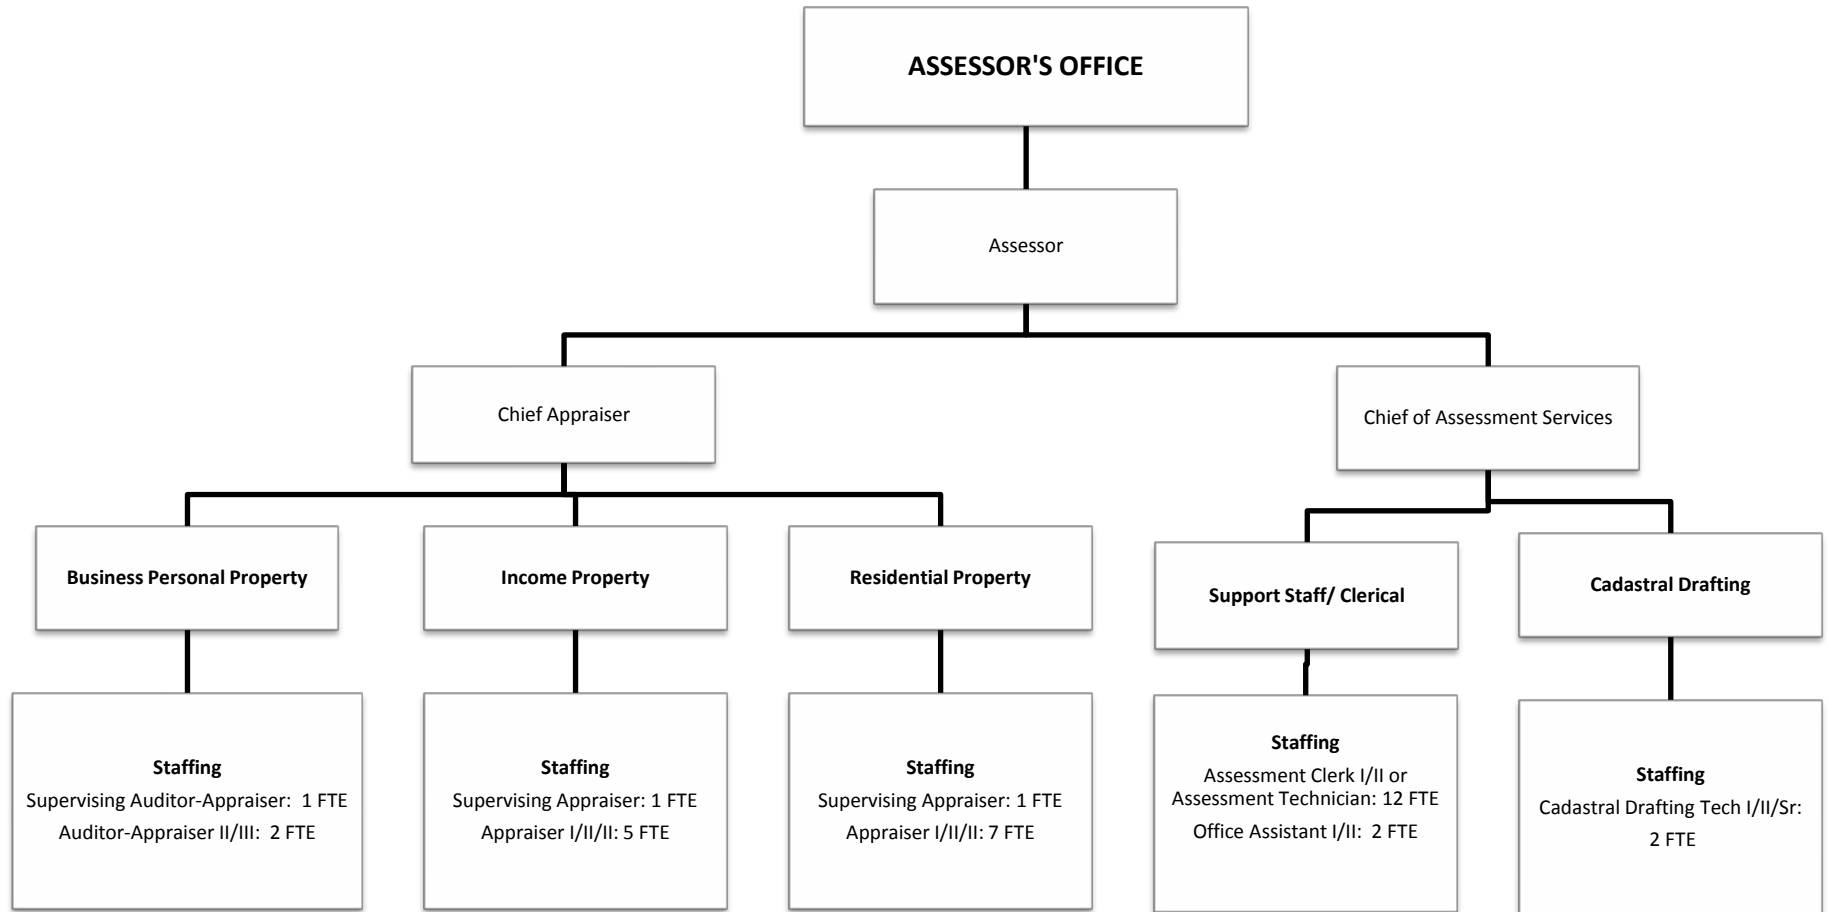 ASSESSOR'S OFFICE
Assessor
Chief Appraiser
Chief of Assessment Services
Business Personal Property
Income Property
Residential Property
Support Staff/ Clerical
Cadastral Drafting
Staffing
Supervising Auditor-Appraiser: 1 FTE
Auditor-Appraiser II/III: 2 FTE
Staffing
Supervising Appraiser: 1 FTE
Appraiser I/II/II: 5 FTE
Staffing
Supervising Appraiser: 1 FTE
Appraiser I/II/II: 7 FTE
Staffing
Assessment Clerk I/II or
Assessment Technician: 12 FTE
Office Assistant I/II: 2 FTE
Staffing
Cadastral Drafting Tech I/II/Sr:
2 FTE